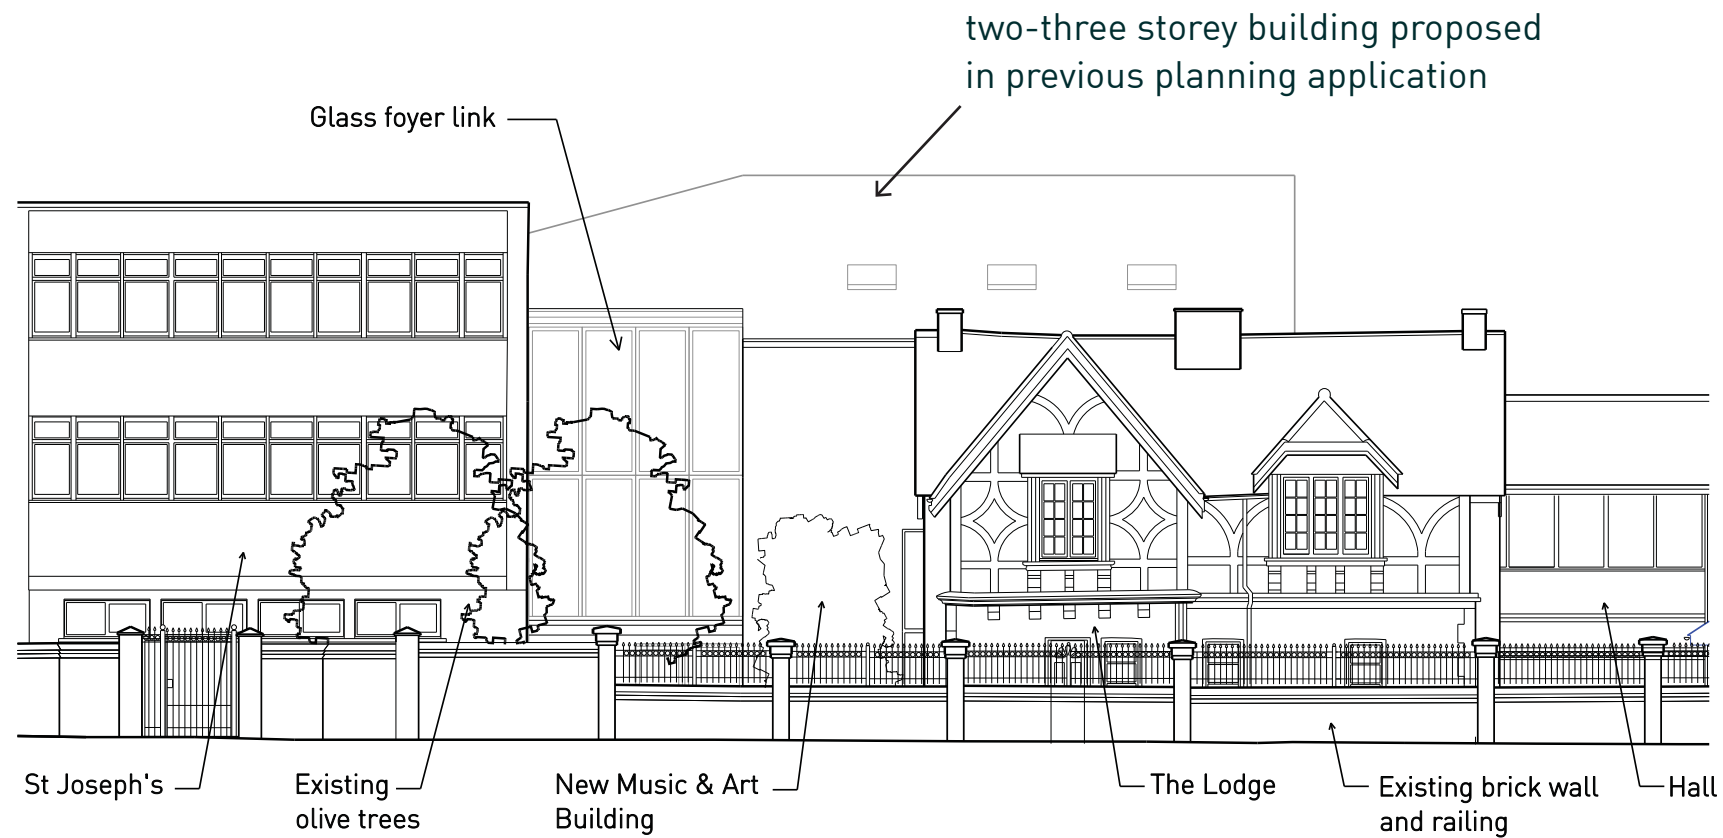 two-three storey building proposed
in previous planning application
Glass foyer link
St Joseph's
Existing
olive trees
New Music & Art
Building
The Lodge
Existing brick wall
and railing
Hall